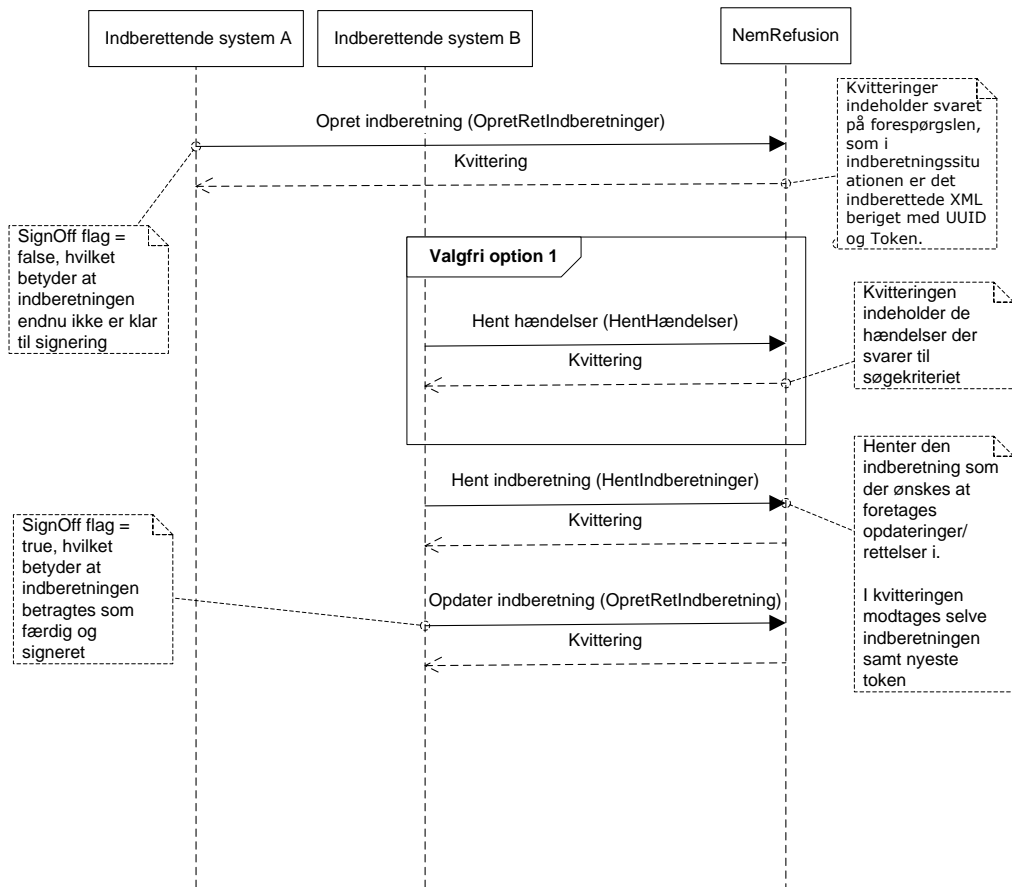 Indberettende system A
Indberettende system B
NemRefusion
Kvitteringer
indeholder svaret
på forespørgslen,
som i
indberetningssitu
ationen er det
indberettede XML
beriget med UUID
og Token.
Opret indberetning (OpretRetIndberetninger)
Kvittering
SignOff flag =
false, hvilket
betyder at
indberetningen
endnu ikke er klar
til signering
Valgfri option 1
Hent hændelser (HentHændelser)
Kvittering
Kvitteringen
indeholder de
hændelser der
svarer til
søgekriteriet
Hent indberetning (HentIndberetninger)
Kvittering
Henter den
indberetning som
der ønskes at
foretages
opdateringer/
rettelser i.
I kvitteringen
modtages selve
indberetningen
samt nyeste
token
SignOff flag =
true, hvilket
betyder at
indberetningen
betragtes som
færdig og
signeret
Opdater indberetning (OpretRetIndberetning)
Kvittering